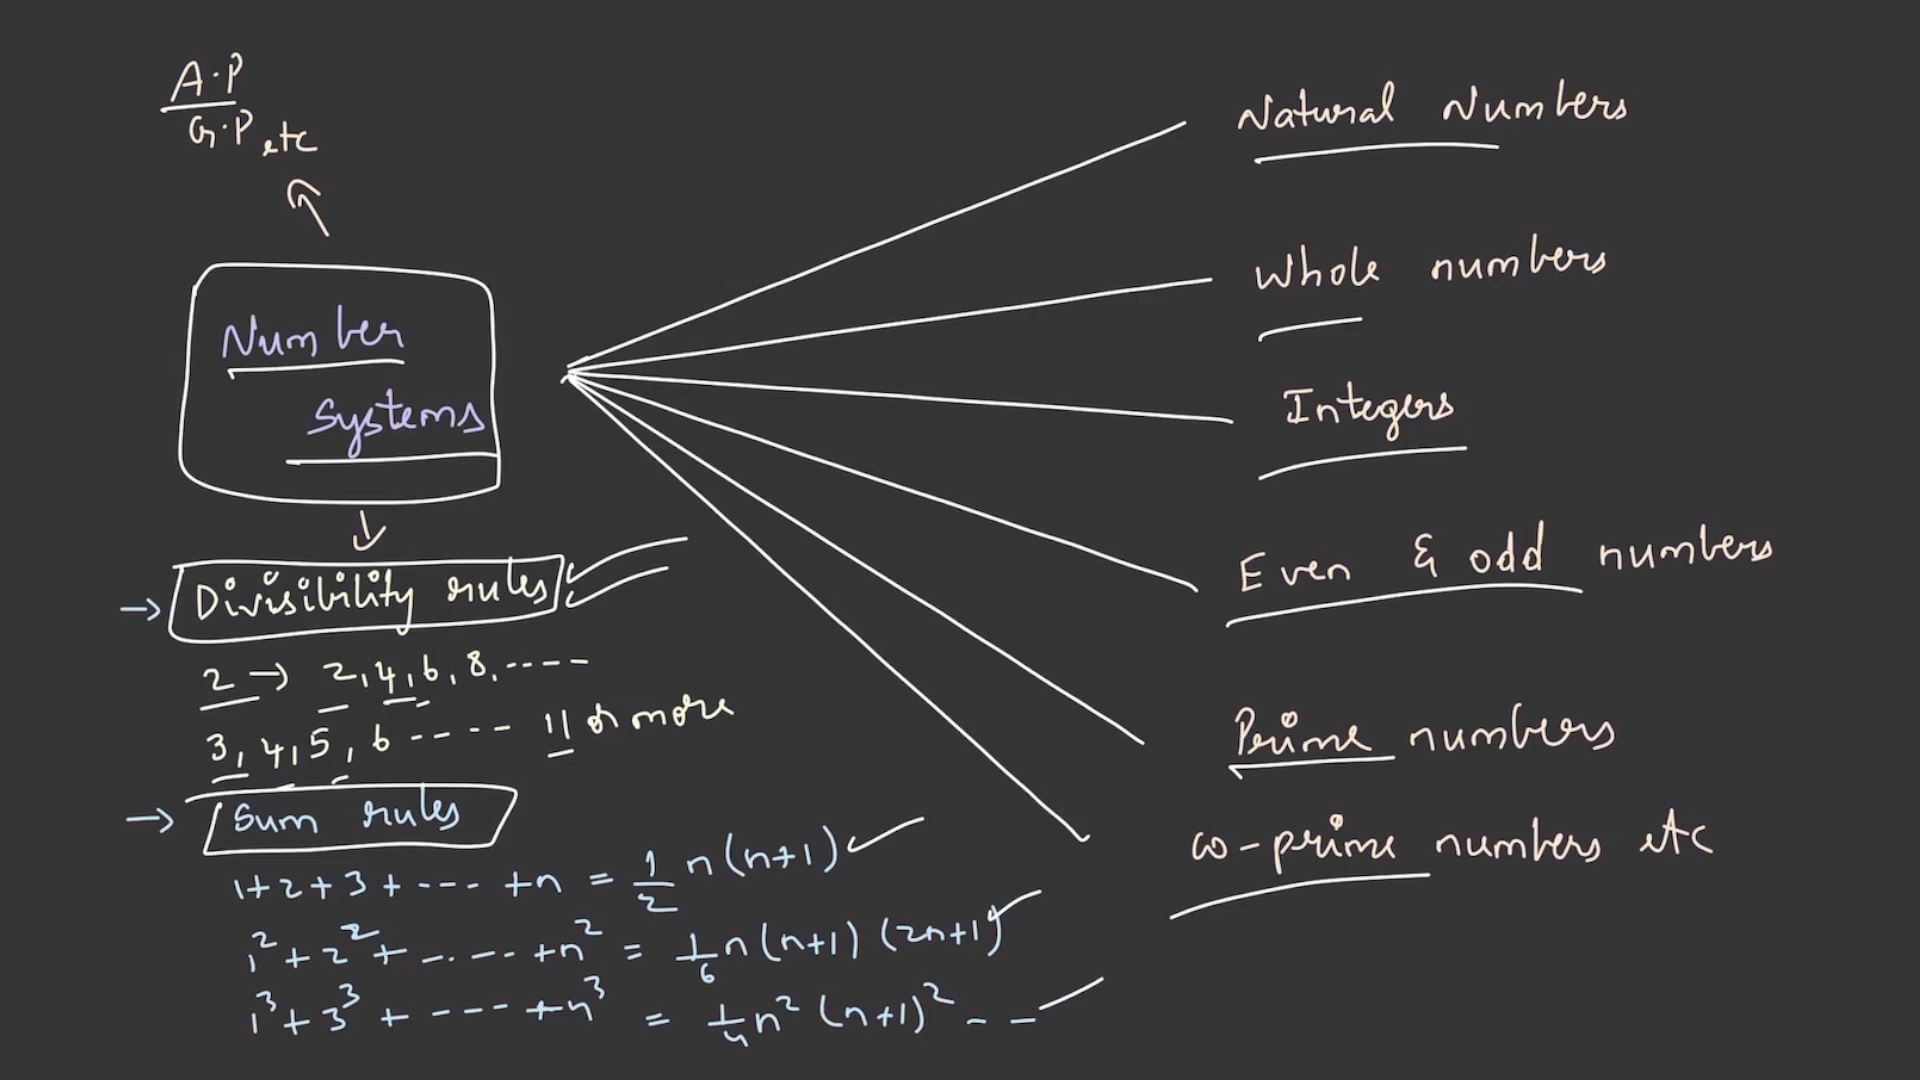 A.P
G.P etc
Number
Systems
Divisibility rules
2 → 2, 4, 6, 8, -----
3, 4, 5, 6 ----- 11 or more
Sum rules
1+2+3+ ---- +n = 1/2 n(n+1)
1²+2²+ ----- +n² = 1/6 n(n+1)(2n+1)
1³+3³+ ---- +n³ = 1/4 n²(n+1)² --
Natural Numbers
Whole numbers
Integers
Even & odd numbers
Prime numbers
co-prime numbers etc